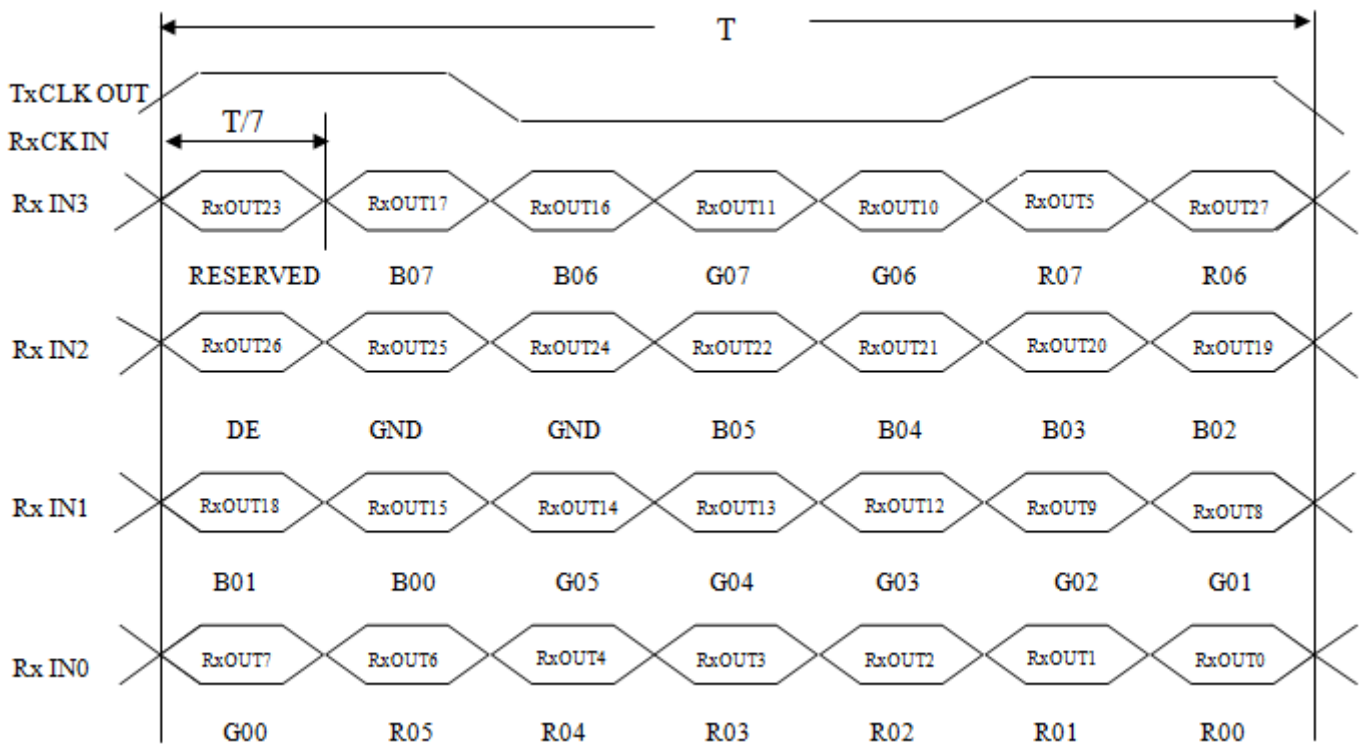 T
TxCLK OUT
T/7
RxCK IN
Rx IN3 RxOUT23 RxOUT17 RxOUT16 RxOUT11 RxOUT10 RxOUT5 RxOUT27
RESERVED B07 B06 G07 G06 R07 R06
Rx IN2 RxOUT26 RxOUT25 RxOUT24 RxOUT22 RxOUT21 RxOUT20 RxOUT19
DE GND GND B05 B04 B03 B02
Rx IN1 RxOUT18 RxOUT15 RxOUT14 RxOUT13 RxOUT12 RxOUT9 RxOUT8
B01 B00 G05 G04 G03 G02 G01
Rx IN0 RxOUT7 RxOUT6 RxOUT4 RxOUT3 RxOUT2 RxOUT1 RxOUT0
G00 R05 R04 R03 R02 R01 R00